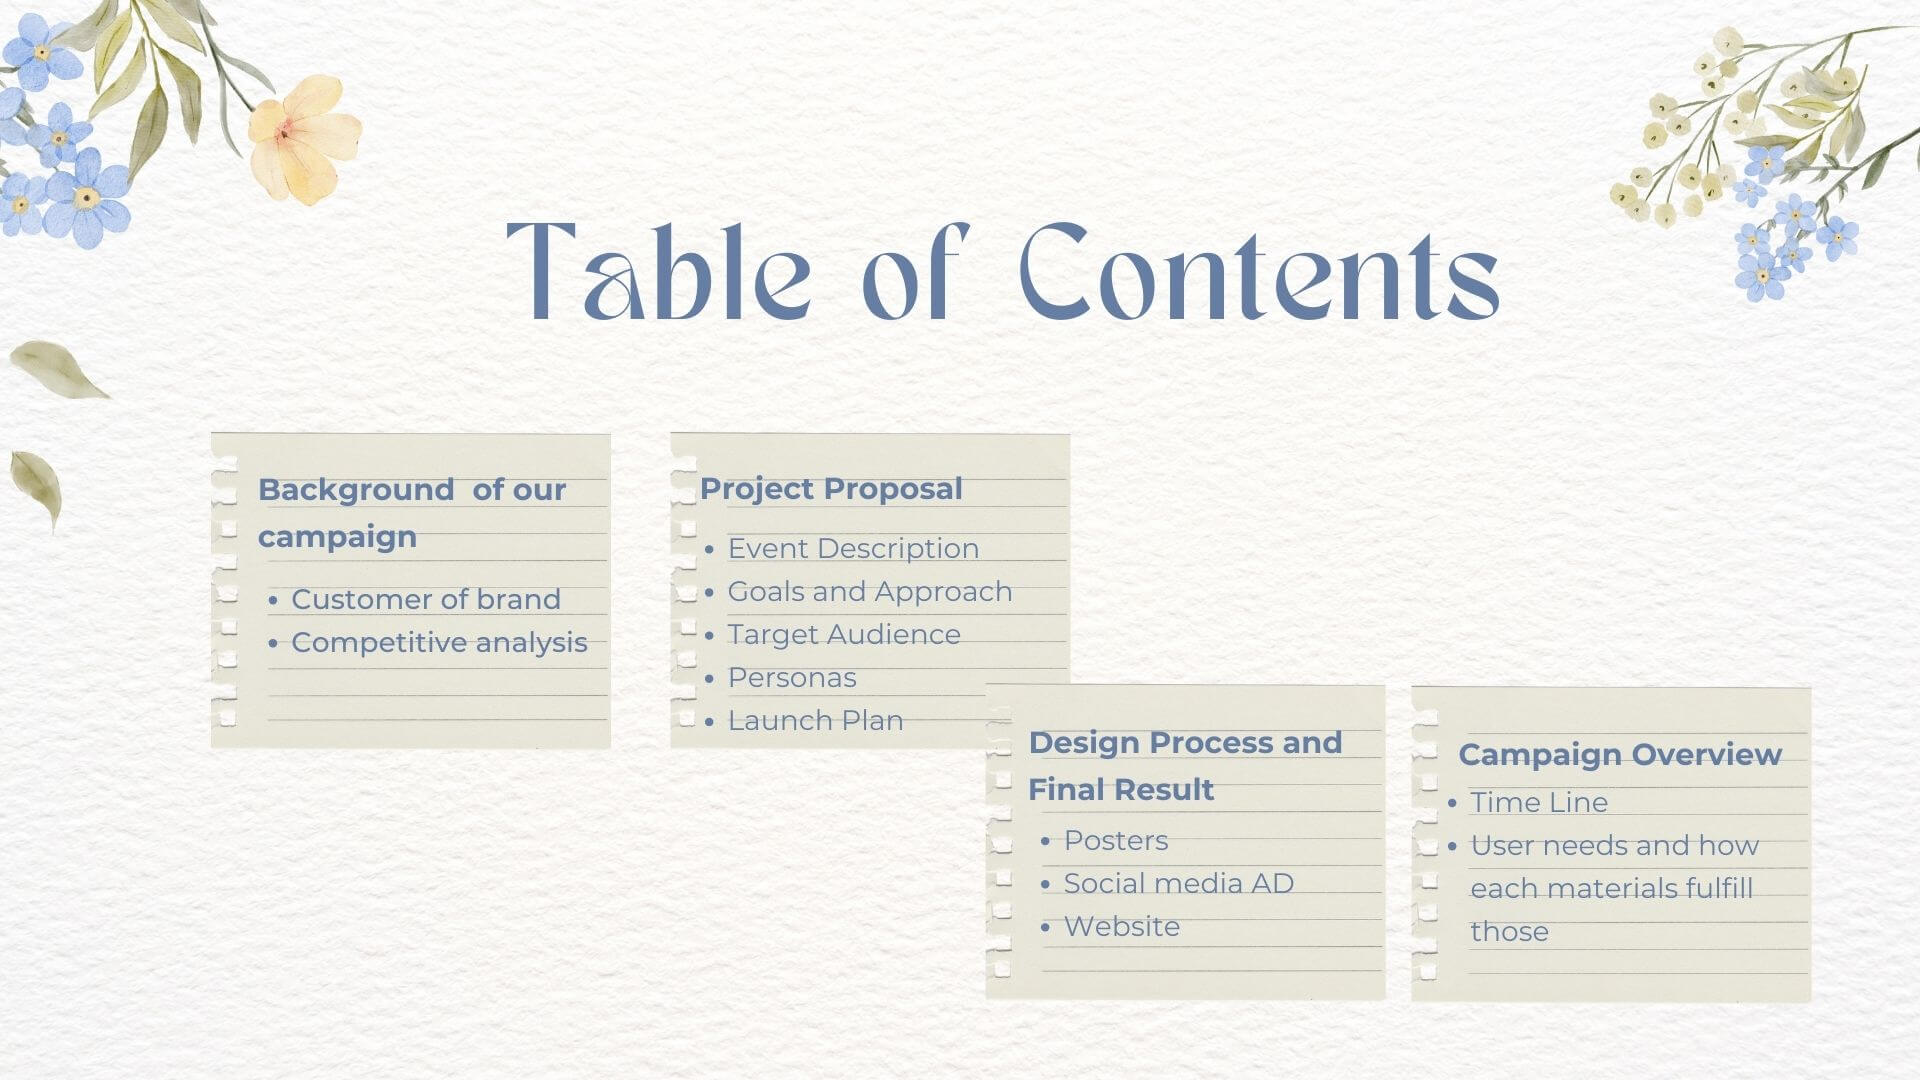 Table of Contents
Background  of our
campaign
• Customer of brand
• Competitive analysis
Project Proposal
• Event Description
• Goals and Approach
• Target Audience
• Personas
• Launch Plan
Design Process and
Final Result
• Posters
• Social media AD
• Website
Campaign Overview
• Time Line
• User needs and how
each materials fulfill
those